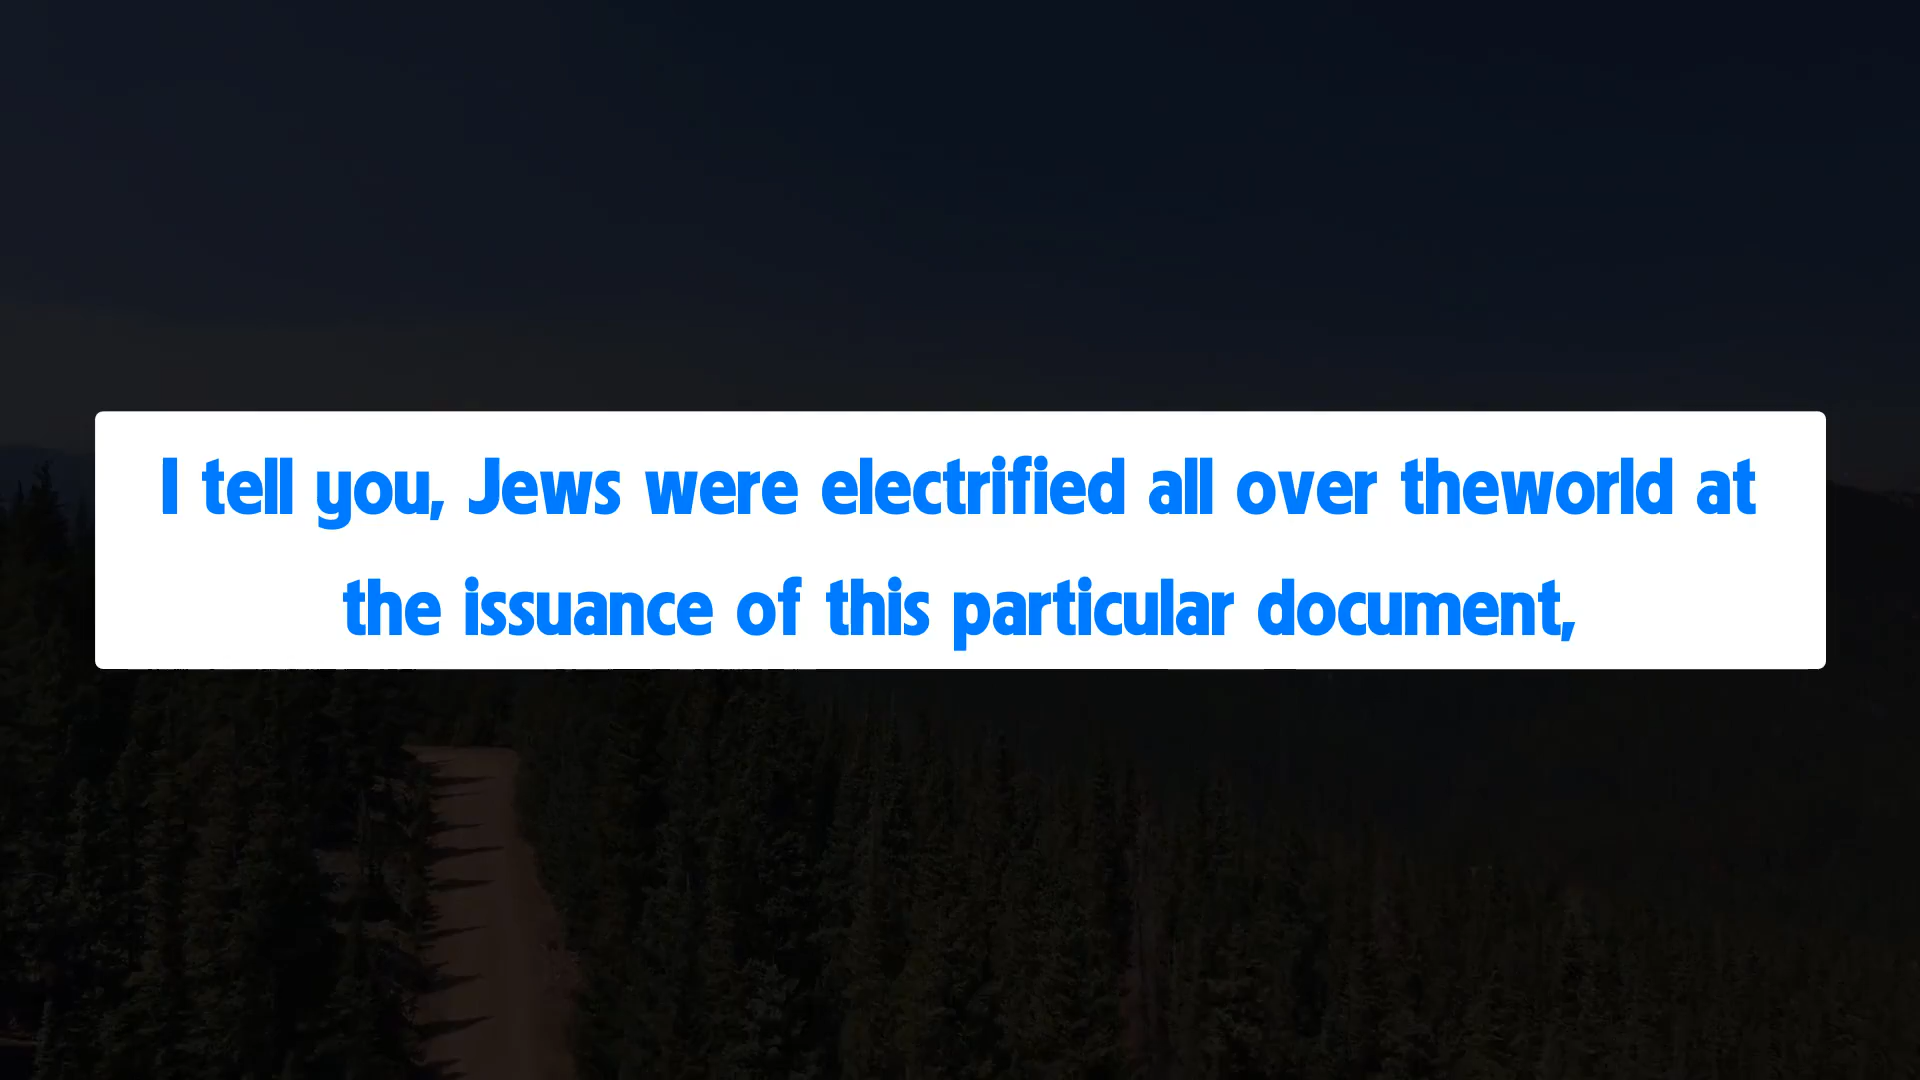 I tell you, Jews were electrified all over theworld at
the issuance of this particular document,